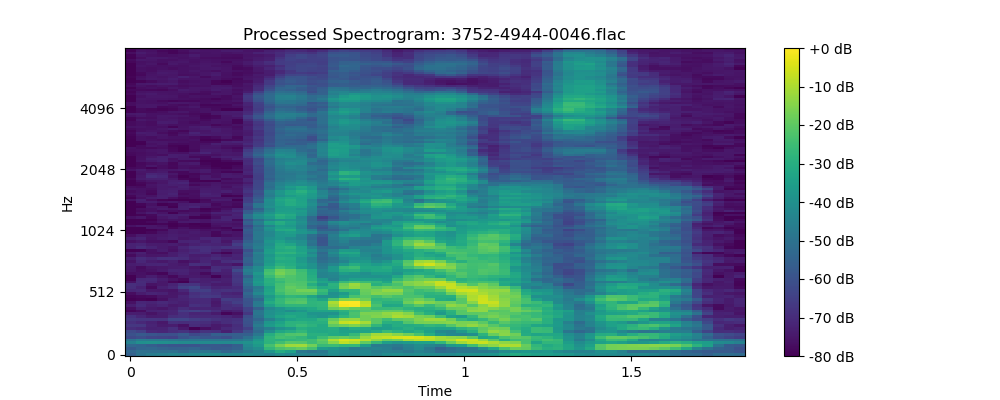 Processed Spectrogram: 3752-4944-0046.flac
Hz
4096
2048
1024
512
0
0
0.5
1
1.5
Time
+0 dB
-10 dB
-20 dB
-30 dB
-40 dB
-50 dB
-60 dB
-70 dB
-80 dB